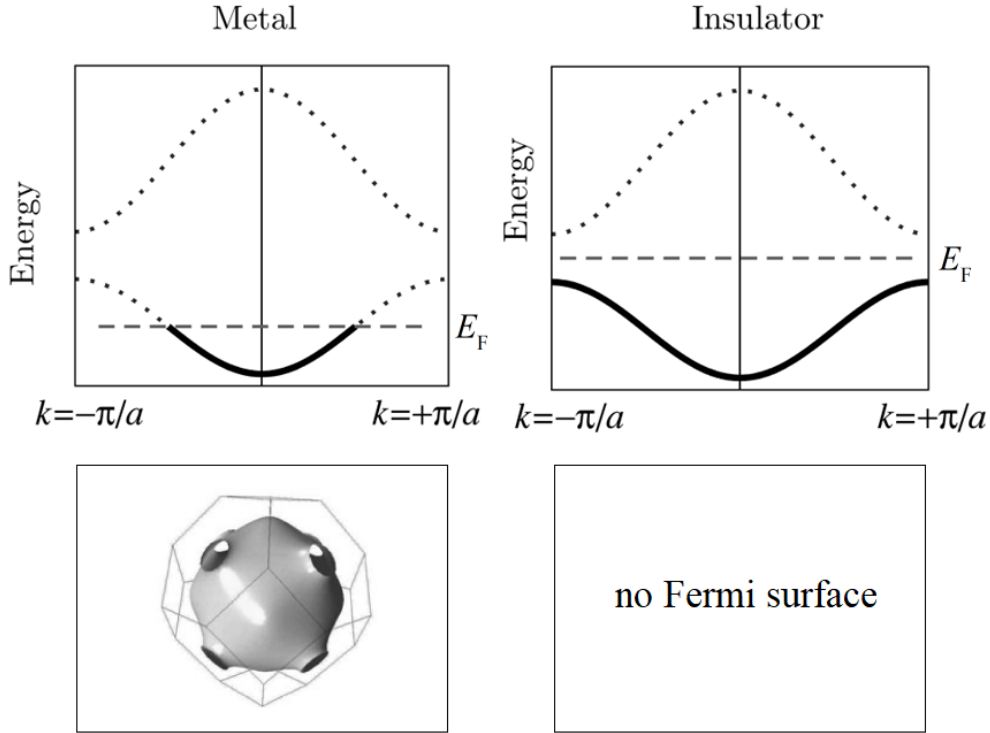 Metal
Insulator
Energy
Energy
E_F
E_F
k=−π/a
k=+π/a
k=−π/a
k=+π/a
no Fermi surface